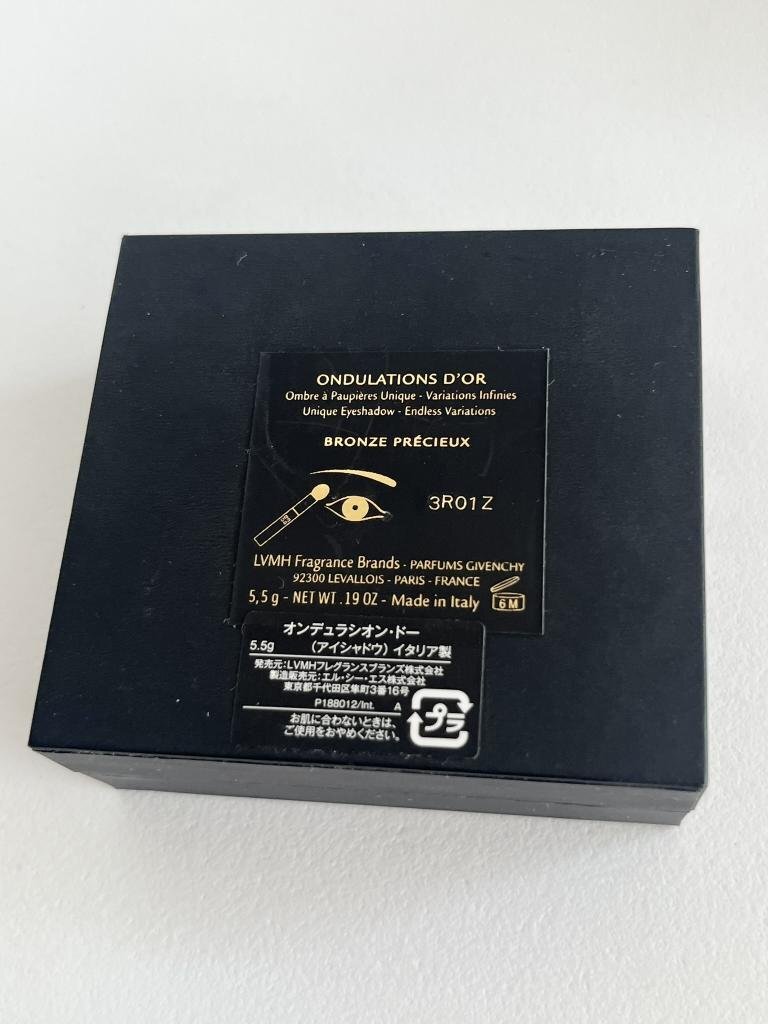 ONDULATIONS D'OR
Ombre à Paupières Unique - Variations Infinies
Unique Eyeshadow - Endless Variations
BRONZE PRÉCIEUX
3R01Z
LVMH Fragrance Brands - PARFUMS GIVENCHY
92300 LEVALLOIS - PARIS - FRANCE
5,5 g - NET WT .19 OZ - Made in Italy
6M
オンデュラシオン・ドー
5.5g (アイシャドウ) イタリア製
発売元:LVMHフレグランスブランズ株式会社
製造販売元:エル・シー・エス株式会社
東京都千代田区隼町3番16号
P188012/Int. A
お肌に合わないときは、
ご使用をおやめください。
プラ